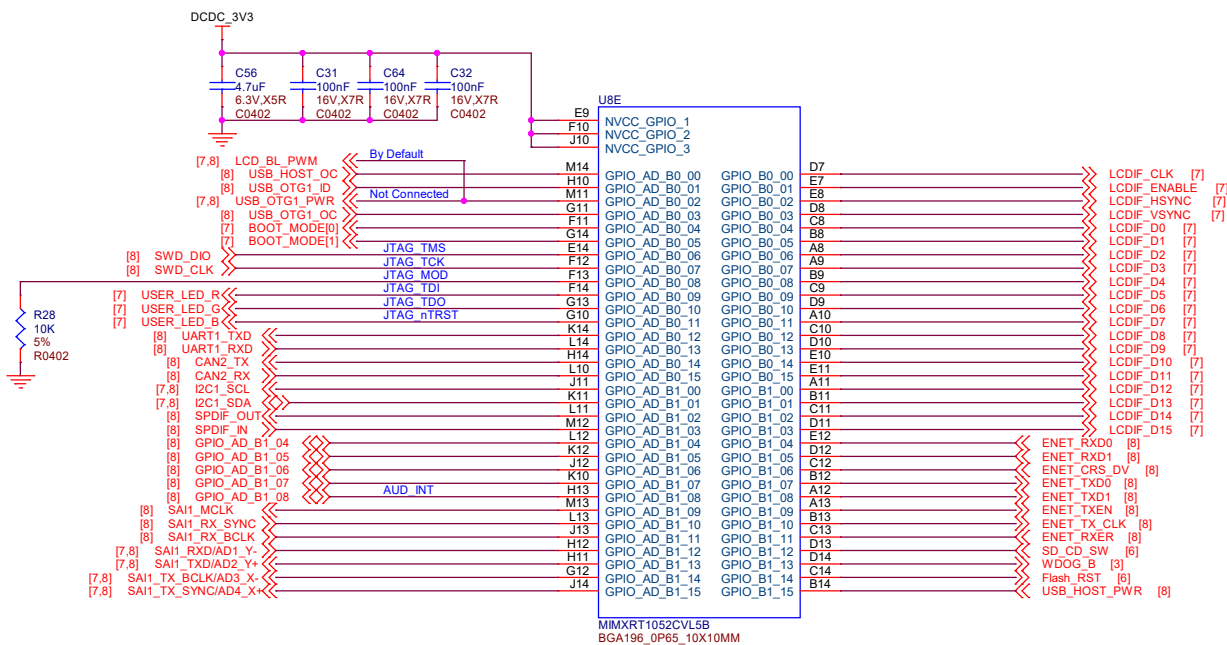 DCDC_3V3
C56
4.7uF
6.3V,X5R
C0402
C31
100nF
16V,X7R
C0402
C64
100nF
16V,X7R
C0402
C32
100nF
16V,X7R
C0402
U8E
E9 NVCC_GPIO_1
F10 NVCC_GPIO_2
J10 NVCC_GPIO_3
[7,8] LCD_BL_PWM By Default
[8] USB_HOST_OC M14 GPIO_AD_B0_00 GPIO_B0_00 D7 LCDIF_CLK [7]
[8] USB_OTG1_ID H10 GPIO_AD_B0_01 GPIO_B0_01 E7 LCDIF_ENABLE [7]
[7,8] USB_OTG1_PWR Not Connected M11 GPIO_AD_B0_02 GPIO_B0_02 E8 LCDIF_HSYNC [7]
[8] USB_OTG1_OC G11 GPIO_AD_B0_03 GPIO_B0_03 D8 LCDIF_VSYNC [7]
[7] BOOT_MODE[0] F11 GPIO_AD_B0_04 GPIO_B0_04 C8 LCDIF_D0 [7]
[7] BOOT_MODE[1] G14 GPIO_AD_B0_05 GPIO_B0_05 B8 LCDIF_D1 [7]
[8] SWD_DIO JTAG_TMS E14 GPIO_AD_B0_06 GPIO_B0_06 A8 LCDIF_D2 [7]
[8] SWD_CLK JTAG_TCK F12 GPIO_AD_B0_07 GPIO_B0_07 A9 LCDIF_D3 [7]
JTAG_MOD F13 GPIO_AD_B0_08 GPIO_B0_08 B9 LCDIF_D4 [7]
[7] USER_LED_R JTAG_TDI F14 GPIO_AD_B0_09 GPIO_B0_09 C9 LCDIF_D5 [7]
[7] USER_LED_G JTAG_TDO G13 GPIO_AD_B0_10 GPIO_B0_10 D9 LCDIF_D6 [7]
[7] USER_LED_B JTAG_nTRST G10 GPIO_AD_B0_11 GPIO_B0_11 A10 LCDIF_D7 [7]
R28
10K
5%
R0402
[8] UART1_TXD K14 GPIO_AD_B0_12 GPIO_B0_12 C10 LCDIF_D8 [7]
[8] UART1_RXD L14 GPIO_AD_B0_13 GPIO_B0_13 D10 LCDIF_D9 [7]
[8] CAN2_TX H14 GPIO_AD_B0_14 GPIO_B0_14 E10 LCDIF_D10 [7]
[8] CAN2_RX L10 GPIO_AD_B0_15 GPIO_B0_15 E11 LCDIF_D11 [7]
[7,8] I2C1_SCL J11 GPIO_AD_B1_00 GPIO_B1_00 A11 LCDIF_D12 [7]
[7,8] I2C1_SDA K11 GPIO_AD_B1_01 GPIO_B1_01 B11 LCDIF_D13 [7]
[8] SPDIF_OUT L11 GPIO_AD_B1_02 GPIO_B1_02 C11 LCDIF_D14 [7]
[8] SPDIF_IN M12 GPIO_AD_B1_03 GPIO_B1_03 D11 LCDIF_D15 [7]
[8] GPIO_AD_B1_04 L12 GPIO_AD_B1_04 GPIO_B1_04 E12 ENET_RXD0 [8]
[8] GPIO_AD_B1_05 K12 GPIO_AD_B1_05 GPIO_B1_05 D12 ENET_RXD1 [8]
[8] GPIO_AD_B1_06 J12 GPIO_AD_B1_06 GPIO_B1_06 C12 ENET_CRS_DV [8]
[8] GPIO_AD_B1_07 K10 GPIO_AD_B1_07 GPIO_B1_07 B12 ENET_TXD0 [8]
[8] GPIO_AD_B1_08 AUD_INT H13 GPIO_AD_B1_08 GPIO_B1_08 A12 ENET_TXD1 [8]
[8] SAI1_MCLK M13 GPIO_AD_B1_09 GPIO_B1_09 A13 ENET_TXEN [8]
[8] SAI1_RX_SYNC L13 GPIO_AD_B1_10 GPIO_B1_10 B13 ENET_TX_CLK [8]
[8] SAI1_RX_BCLK J13 GPIO_AD_B1_11 GPIO_B1_11 C13 ENET_RXER [8]
[7,8] SAI1_RXD/AD1_Y- H12 GPIO_AD_B1_12 GPIO_B1_12 D13 SD_CD_SW [6]
[7,8] SAI1_TXD/AD2_Y+ H11 GPIO_AD_B1_13 GPIO_B1_13 D14 WDOG_B [3]
[7,8] SAI1_TX_BCLK/AD3_X- G12 GPIO_AD_B1_14 GPIO_B1_14 C14 Flash_RST [6]
[7,8] SAI1_TX_SYNC/AD4_X+ J14 GPIO_AD_B1_15 GPIO_B1_15 B14 USB_HOST_PWR [8]
MIMXRT1052CVL5B
BGA196_0P65_10X10MM